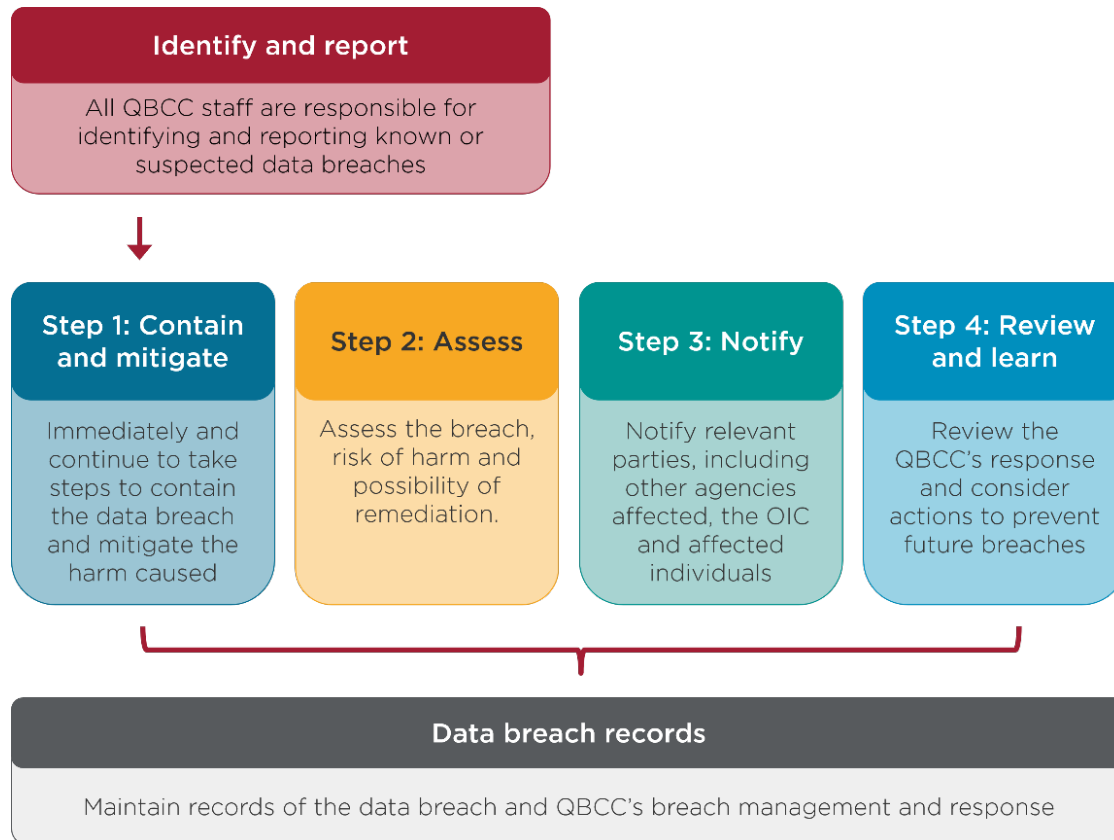 Identify and report
All QBCC staff are responsible for
identifying and reporting known or
suspected data breaches
Step 1: Contain
and mitigate
Immediately and
continue to take
steps to contain
the data breach
and mitigate the
harm caused
Step 2: Assess
Assess the breach,
risk of harm and
possibility of
remediation.
Step 3: Notify
Notify relevant
parties, including
other agencies
affected, the OIC
and affected
individuals
Step 4: Review
and learn
Review the
QBCC’s response
and consider
actions to prevent
future breaches
Data breach records
Maintain records of the data breach and QBCC’s breach management and response